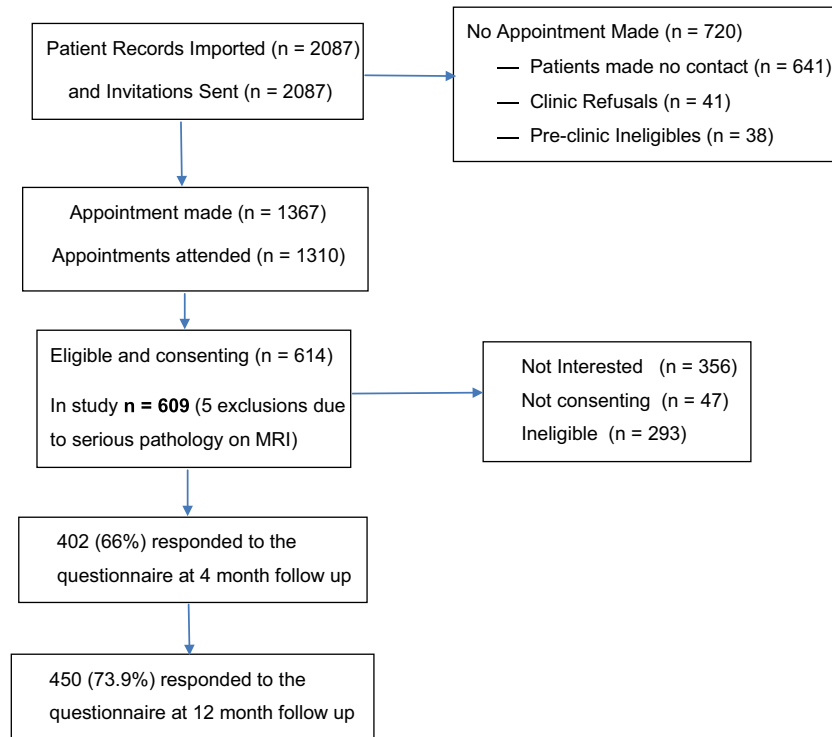 Patient Records Imported (n = 2087)
and Invitations Sent (n = 2087)
No Appointment Made (n = 720)
— Patients made no contact (n = 641)
— Clinic Refusals (n = 41)
— Pre-clinic Ineligibles (n = 38)
Appointment made (n = 1367)
Appointments attended (n = 1310)
Eligible and consenting (n = 614)
In study n = 609 (5 exclusions due
to serious pathology on MRI)
Not Interested (n = 356)
Not consenting (n = 47)
Ineligible (n = 293)
402 (66%) responded to the
questionnaire at 4 month follow up
450 (73.9%) responded to the
questionnaire at 12 month follow up